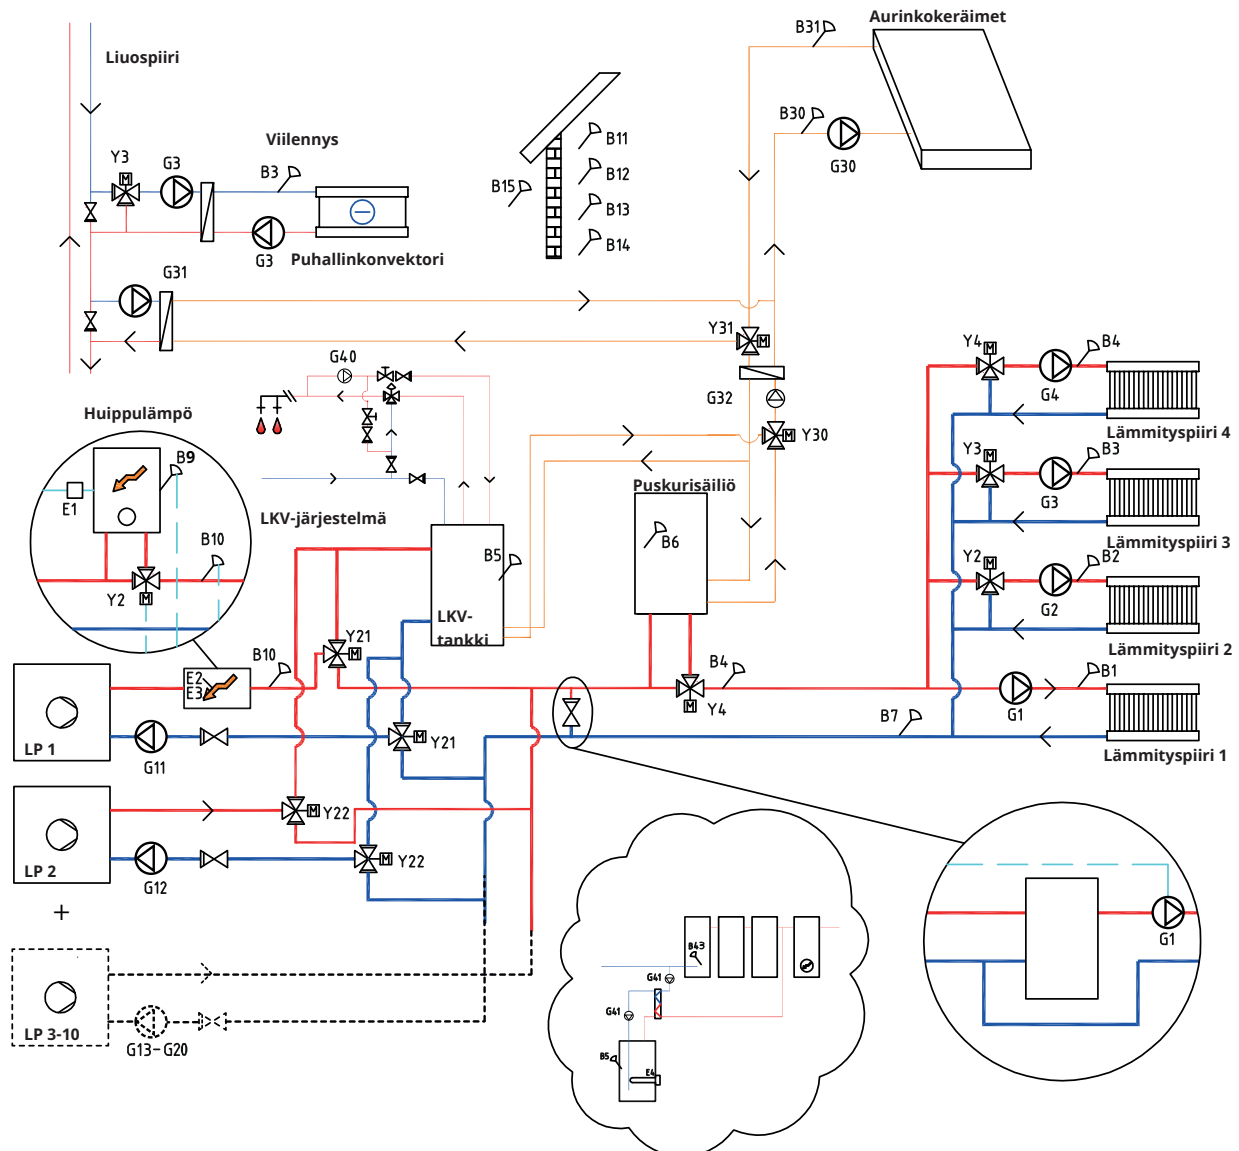 Aurinkokeräimet
B31
Liuospiiri
B30
G30
Viilennys
B11
B12
B13
B14
B15
Y3
M
G3
B3
G3
Puhallinkonvektori
G31
Y31
M
G40
G32
Y30
M
Y4
M
B4
G4
Lämmityspiiri 4
Huippulämpö
B9
E1
B10
Y2
M
LKV-järjestelmä
Puskurisäiliö
B6
Y3
M
B3
G3
Lämmityspiiri 3
B5
LKV-
tankki
Y2
M
B2
G2
Lämmityspiiri 2
Y21
M
B10
E2
E3
B4
Y4
M
B1
G1
Lämmityspiiri 1
B7
LP 1
G11
Y21
M
LP 2
G12
Y22
M
Y22
M
+
LP 3-10
G13-G20
B43
G41
G41
B5
E4
G1